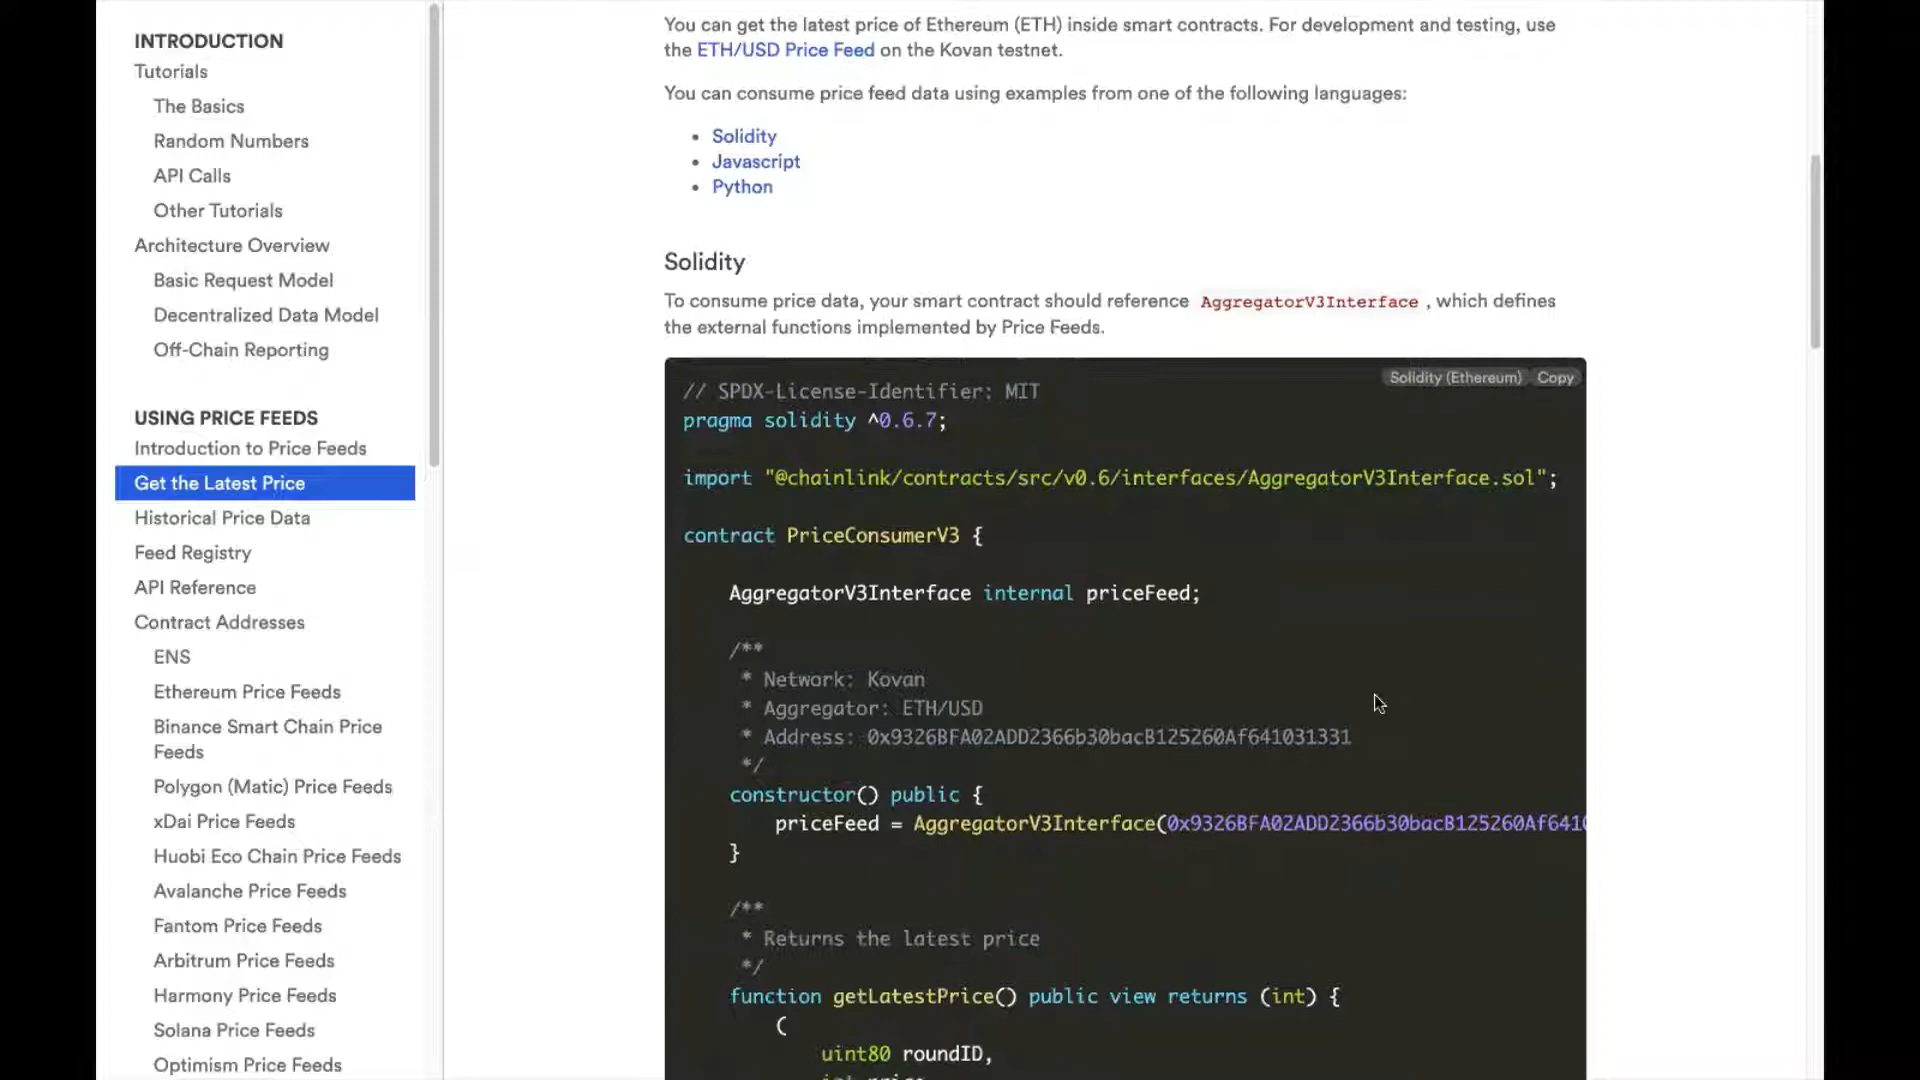 INTRODUCTION
Tutorials
The Basics
Random Numbers
API Calls
Other Tutorials
Architecture Overview
Basic Request Model
Decentralized Data Model
Off-Chain Reporting
USING PRICE FEEDS
Introduction to Price Feeds
Get the Latest Price
Historical Price Data
Feed Registry
API Reference
Contract Addresses
ENS
Ethereum Price Feeds
Binance Smart Chain Price
Feeds
Polygon (Matic) Price Feeds
xDai Price Feeds
Huobi Eco Chain Price Feeds
Avalanche Price Feeds
Fantom Price Feeds
Arbitrum Price Feeds
Harmony Price Feeds
Solana Price Feeds
Optimism Price Feeds
You can get the latest price of Ethereum (ETH) inside smart contracts. For development and testing, use
the ETH/USD Price Feed on the Kovan testnet.
You can consume price feed data using examples from one of the following languages:
• Solidity
• Javascript
• Python
Solidity
To consume price data, your smart contract should reference AggregatorV3Interface , which defines
the external functions implemented by Price Feeds.
Solidity (Ethereum) Copy
// SPDX-License-Identifier: MIT
pragma solidity ^0.6.7;
import "@chainlink/contracts/src/v0.6/interfaces/AggregatorV3Interface.sol";
contract PriceConsumerV3 {
AggregatorV3Interface internal priceFeed;
/**
* Network: Kovan
* Aggregator: ETH/USD
* Address: 0x9326BFA02ADD2366b30bacB125260Af641031331
*/
constructor() public {
priceFeed = AggregatorV3Interface(0x9326BFA02ADD2366b30bacB125260Af641
}
/**
* Returns the latest price
*/
function getLatestPrice() public view returns (int) {
(
uint80 roundID,